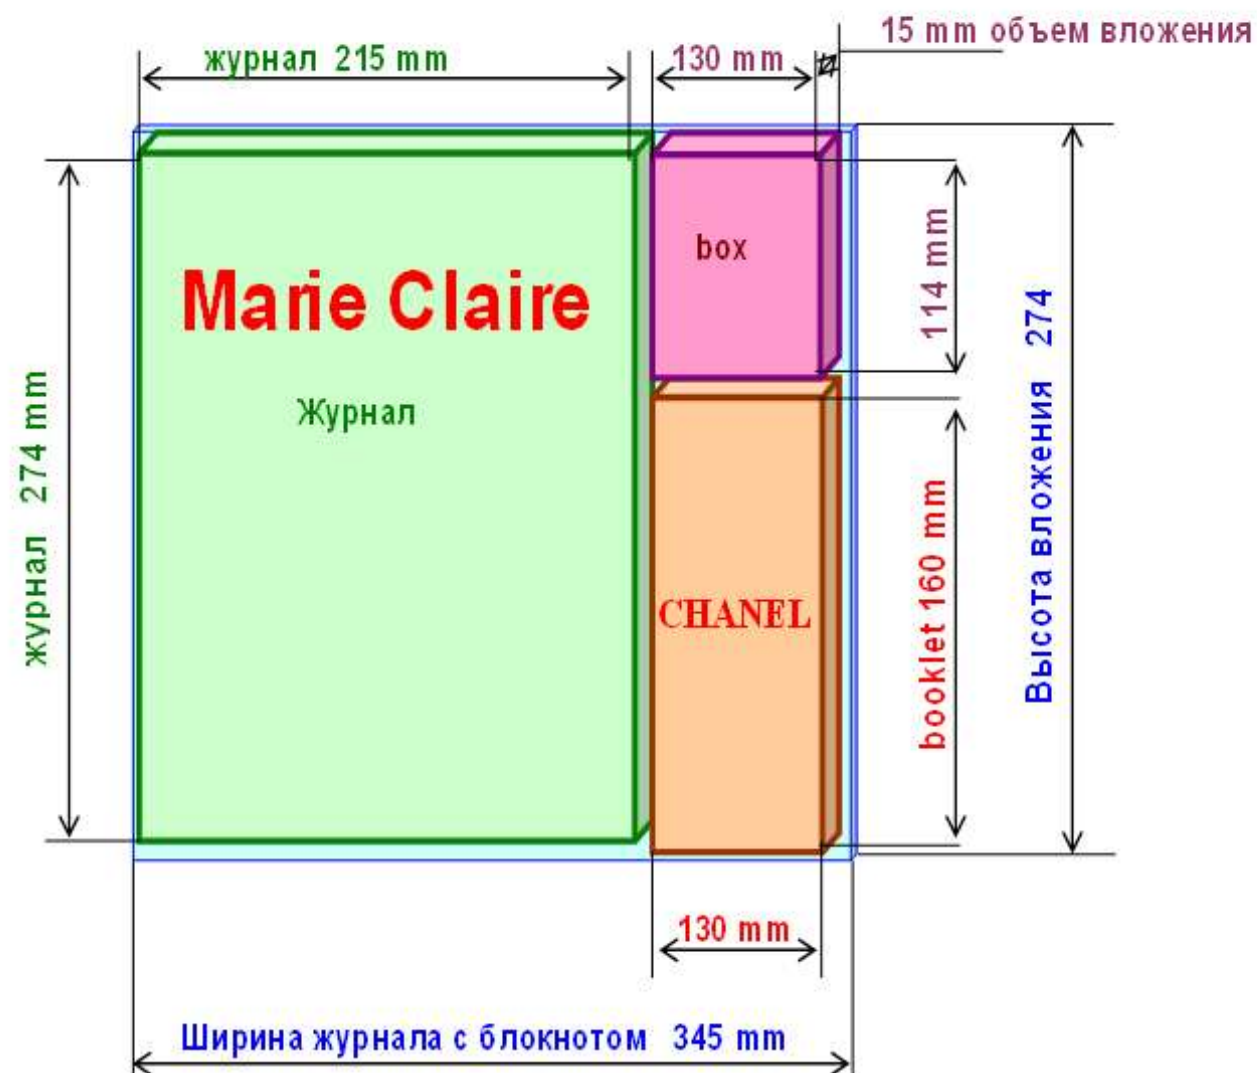 15 mm объем вложения
журнал 215 mm
130 mm
box
114 mm
Marie Claire
Журнал
журнал 274 mm
Высота вложения 274
booklet 160 mm
CHANEL
130 mm
Ширина журнала с блокнотом 345 mm